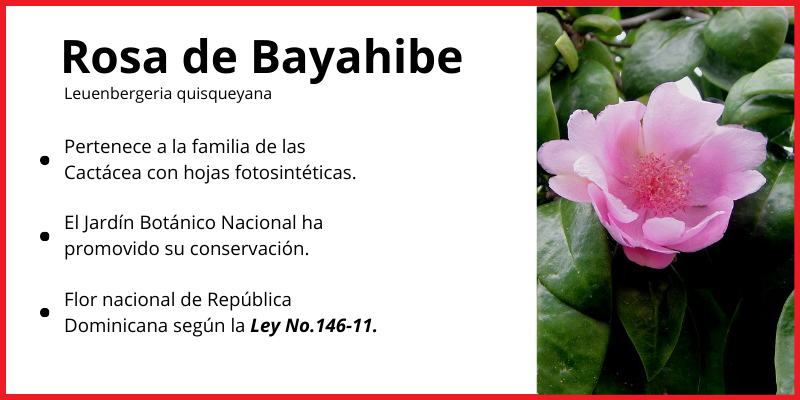 Rosa de Bayahibe
Leuenbergeria quisqueyana
Pertenece a la familia de las
Cactácea con hojas fotosintéticas.
El Jardín Botánico Nacional ha
promovido su conservación.
Flor nacional de República
Dominicana según la Ley No.146-11.